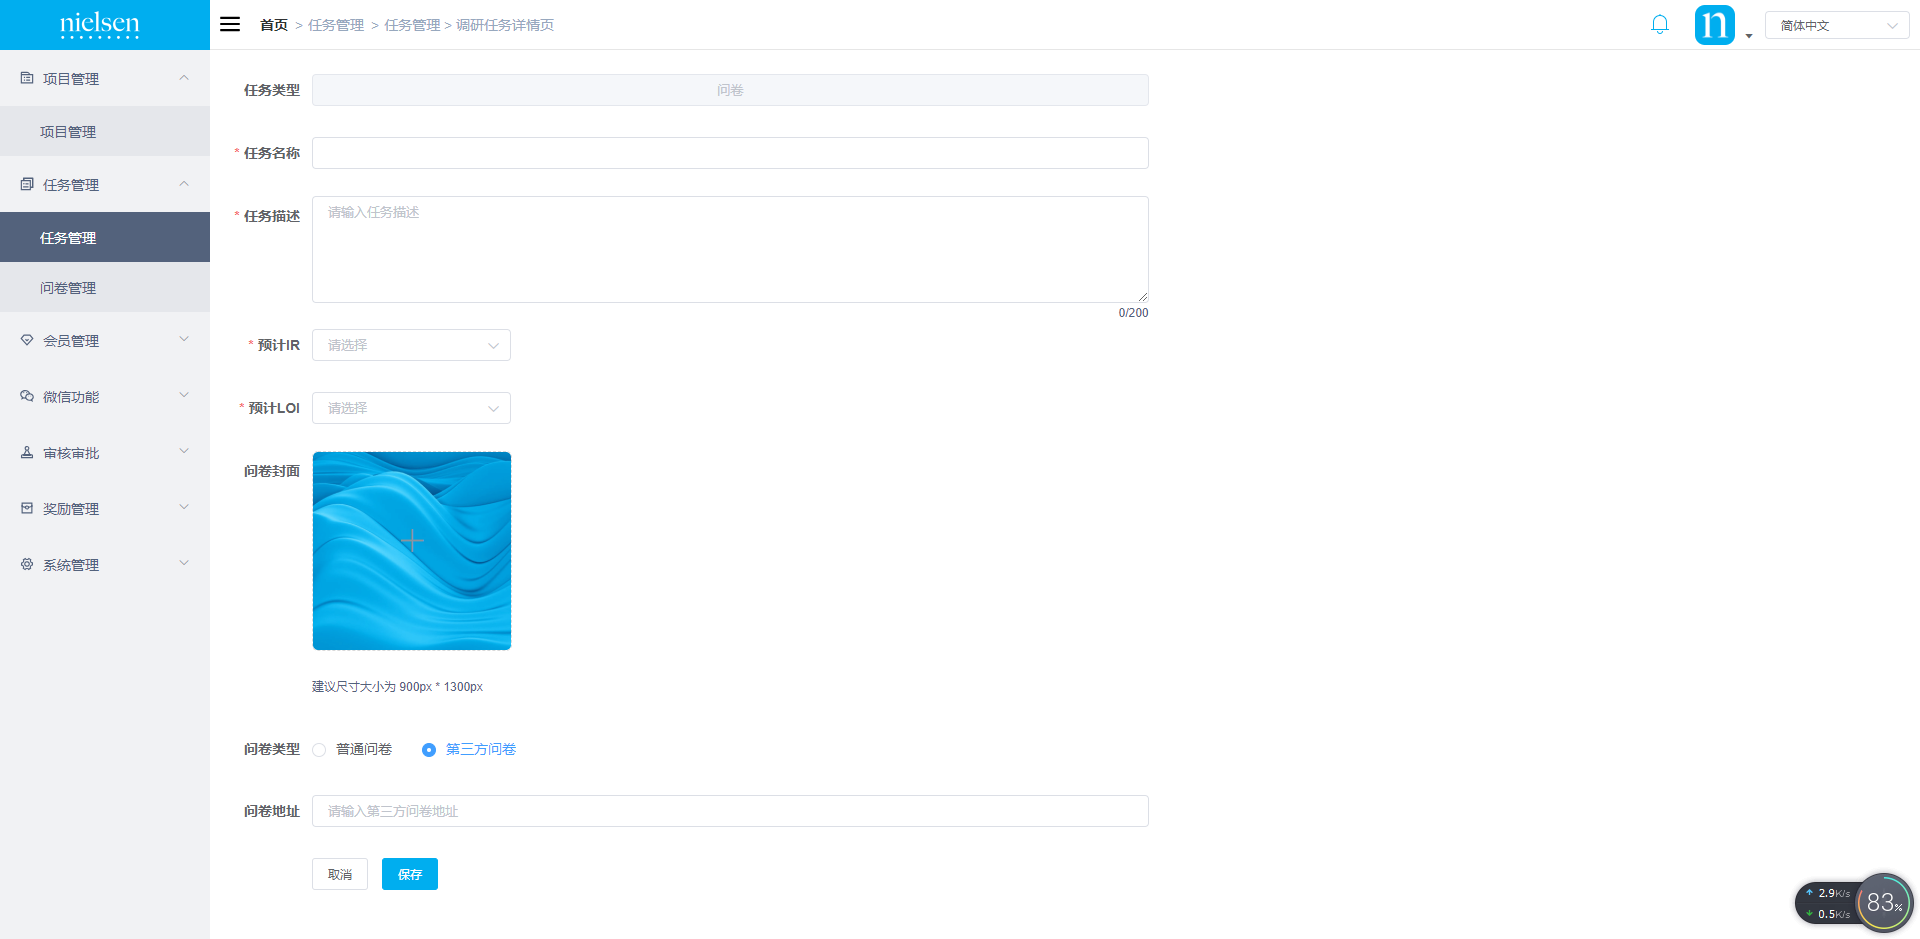 nielsen
首页 > 任务管理 > 任务管理 > 调研任务详情页
n
简体中文
项目管理
项目管理
任务管理
任务管理
问卷管理
会员管理
微信功能
审核审批
奖励管理
系统管理
任务类型
问卷
* 任务名称
* 任务描述
请输入任务描述
0/200
* 预计IR
请选择
* 预计LOI
请选择
问卷封面
建议尺寸大小为 900px * 1300px
问卷类型
普通问卷
第三方问卷
问卷地址
请输入第三方问卷地址
取消
保存
2.9K/s
0.5K/s
83%